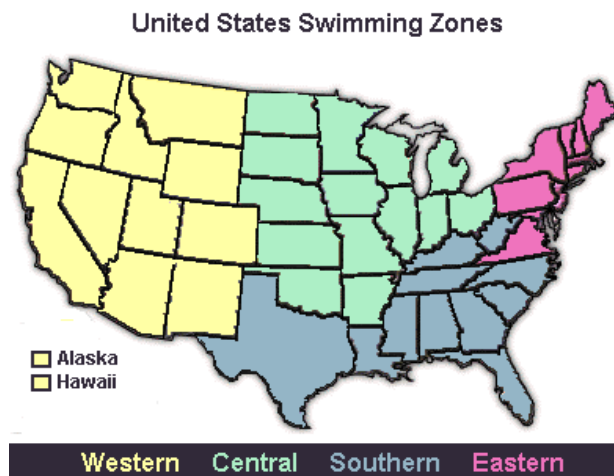 United States Swimming Zones
Alaska
Hawaii
Western Central Southern Eastern